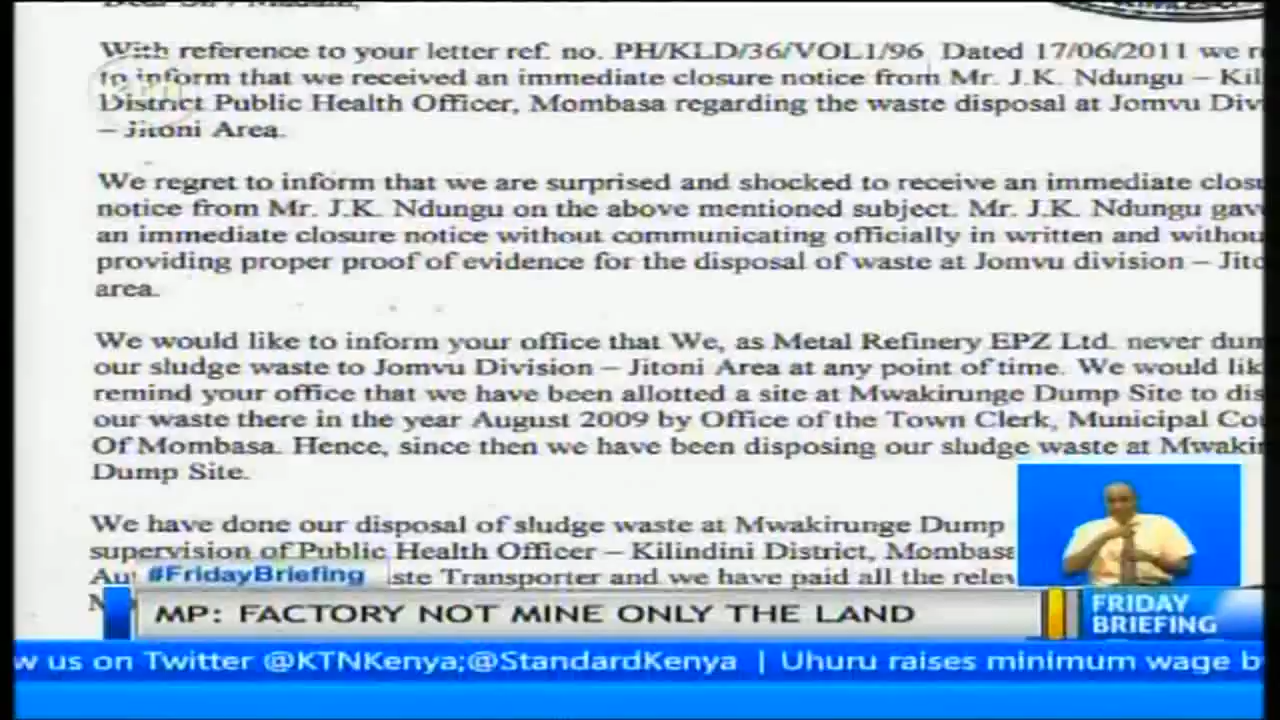 Dear Sir / Madam,
With reference to your letter ref. no. PH/KLD/36/VOL1/96, Dated 17/06/2011 we r
to inform that we received an immediate closure notice from Mr. J.K. Ndungu – Kil
District Public Health Officer, Mombasa regarding the waste disposal at Jomvu Div
– Jitoni Area.
We regret to inform that we are surprised and shocked to receive an immediate clos
notice from Mr. J.K. Ndungu on the above mentioned subject. Mr. J.K. Ndungu gav
an immediate closure notice without communicating officially in written and withou
providing proper proof of evidence for the disposal of waste at Jomvu division – Jito
area.
We would like to inform your office that We, as Metal Refinery EPZ Ltd. never dum
our sludge waste to Jomvu Division – Jitoni Area at any point of time. We would lik
remind your office that we have been allotted a site at Mwakirunge Dump Site to dis
our waste there in the year August 2009 by Office of the Town Clerk, Municipal Co
Of Mombasa. Hence, since then we have been disposing our sludge waste at Mwakir
Dump Site.
We have done our disposal of sludge waste at Mwakirunge Dump
supervision of Public Health Officer – Kilindini District, Mombasa
Au
#FridayBriefing
ste Transporter and we have paid all the relev
MP: FACTORY NOT MINE ONLY THE LAND
FRIDAY
BRIEFING
w us on Twitter @KTNKenya;@StandardKenya | Uhuru raises minimum wage b